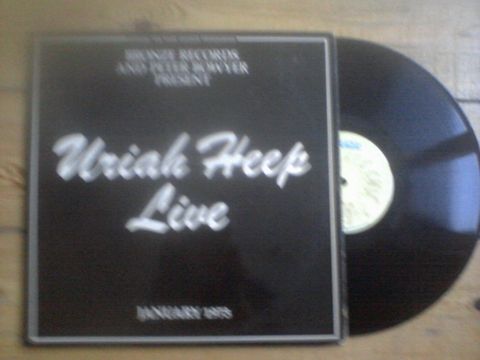 BRONZE RECORDS
AND PETER BOWYER
PRESENT
Uriah Heep
Live
JANUARY 1973